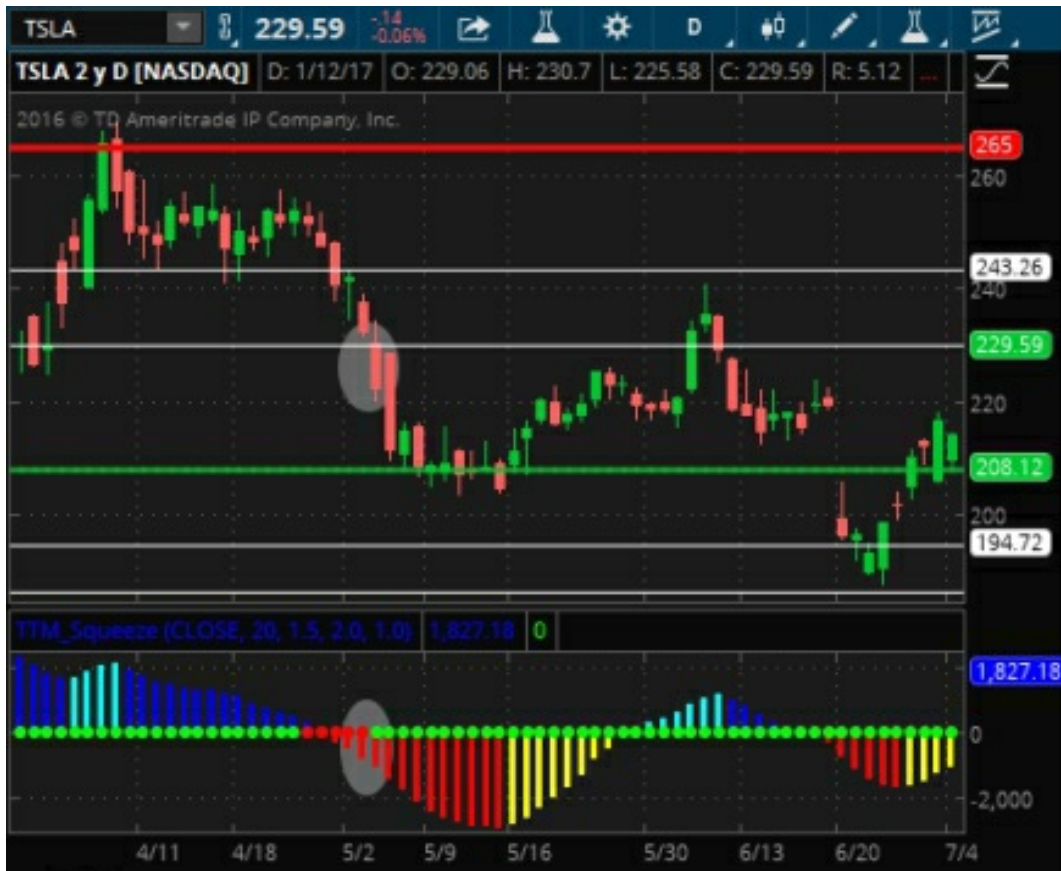 TSLA 229.59 -.14 -0.06% D
TSLA 2 y D [NASDAQ] D: 1/12/17 O: 229.06 H: 230.7 L: 225.58 C: 229.59 R: 5.12 ...
2016 © TD Ameritrade IP Company, Inc.
265
260
243.26
240
229.59
220
208.12
200
194.72
TTM_Squeeze (CLOSE, 20, 1.5, 2.0, 1.0) 1,827.18 0
1,827.18
0
-2,000
4/11 4/18 5/2 5/9 5/16 5/30 6/13 6/20 7/4